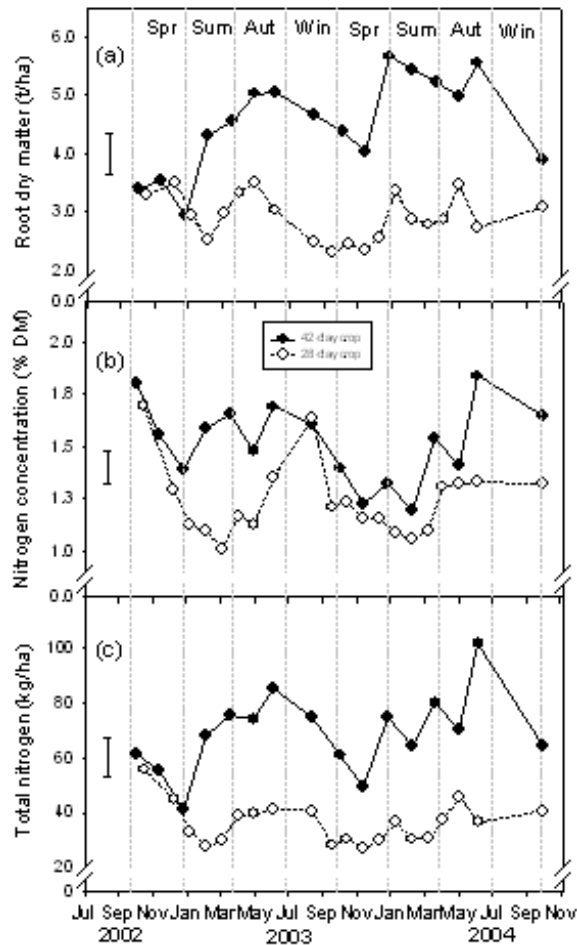 Spr Sum Aut Win Spr Sum Aut Win
(a)
Root dry matter (t/ha)
6.0
5.0
4.0
3.0
2.0
0.0
(b)
Nitrogen concentration (% DM)
42 day crop
28 day crop
2.0
1.8
1.5
1.3
1.0
0.0
(c)
Total nitrogen (kg/ha)
100
80
60
40
20
0
Jul Sep Nov Jan Mar May Jul Sep Nov Jan Mar May Jul Sep Nov
2002 2003 2004